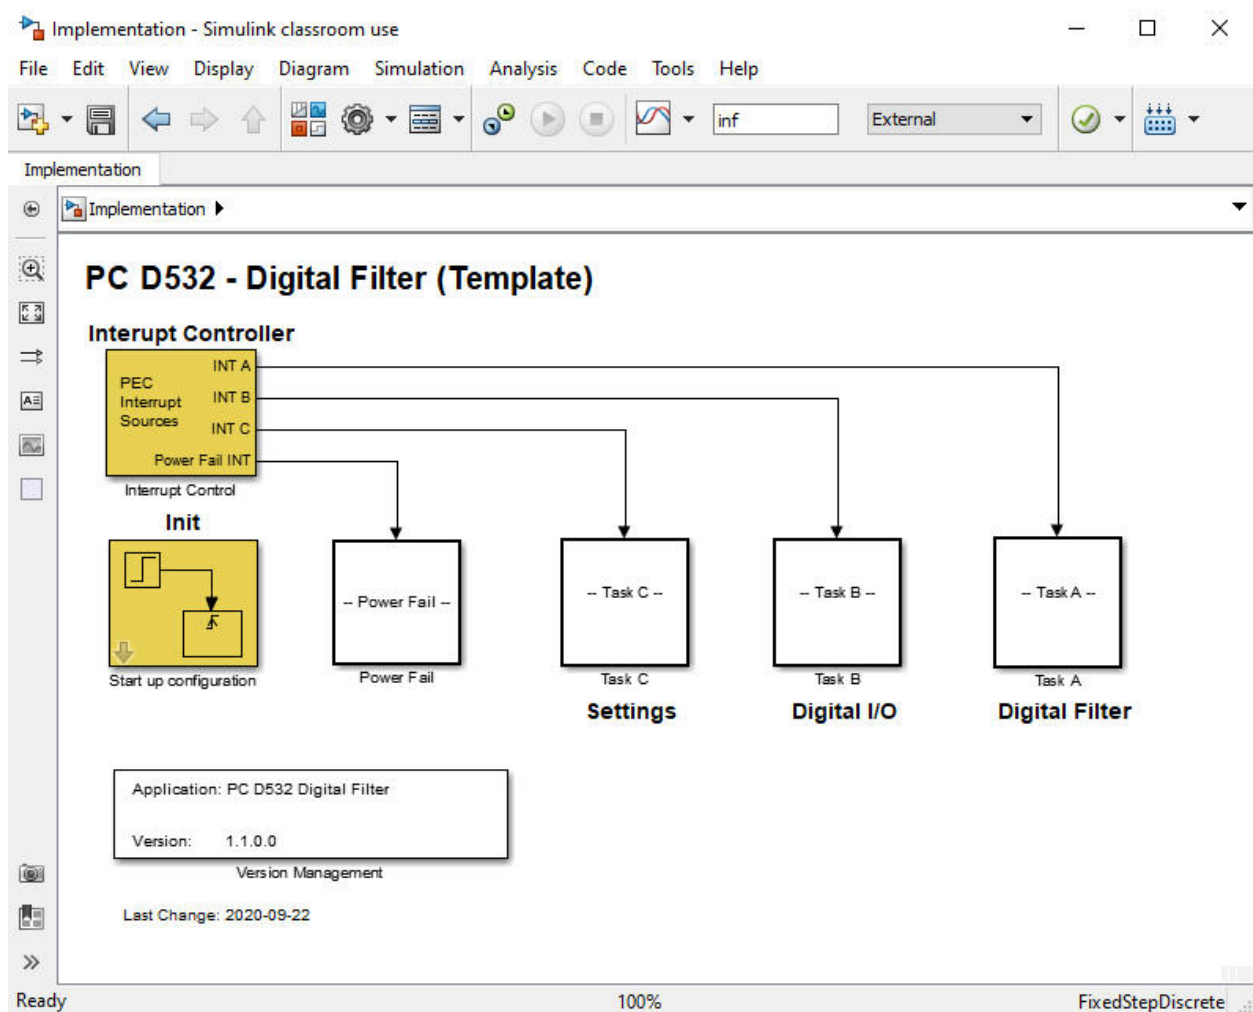 Implementation - Simulink classroom use
File Edit View Display Diagram Simulation Analysis Code Tools Help
inf External
Implementation
Implementation
PC D532 - Digital Filter (Template)
Interupt Controller
PEC
Interrupt
Sources
INT A
INT B
INT C
Power Fail INT
Interrupt Control
Init
Start up configuration
-- Power Fail --
Power Fail
-- Task C --
Task C
Settings
-- Task B --
Task B
Digital I/O
-- Task A --
Task A
Digital Filter
Application: PC D532 Digital Filter
Version: 1.1.0.0
Version Management
Last Change: 2020-09-22
Ready 100% FixedStepDiscrete